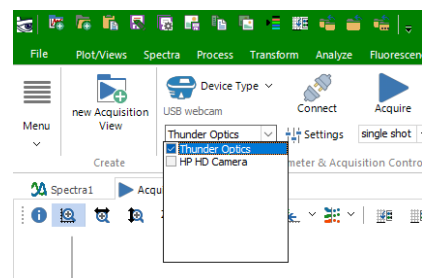 File Plot/Views Spectra Process Transform Analyze Fluorescen
Device Type
new Acquisition View
USB webcam
Connect
Acquire
Menu
Thunder Optics
Settings
single shot
Thunder Optics
HP HD Camera
Create
meter & Acquisition Contro
Spectra1
Acqu